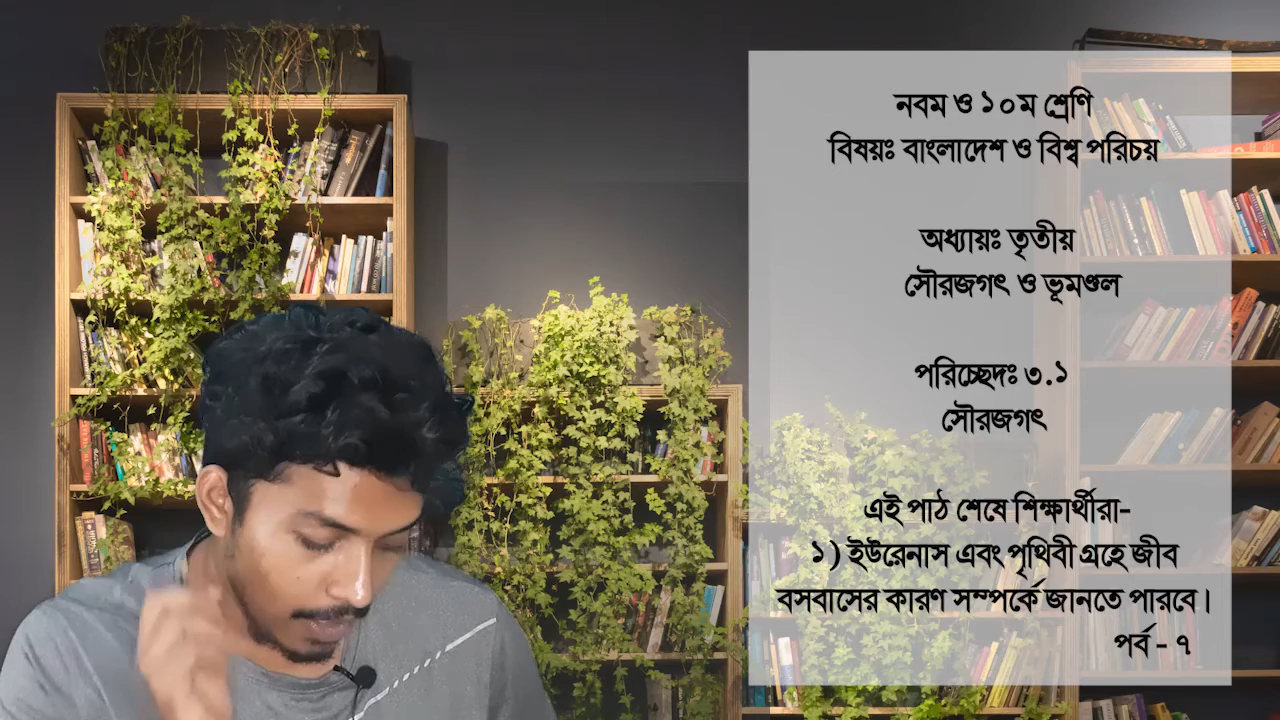 নবম ও ১০ম শ্রেণি
বিষয়ঃ বাংলাদেশ ও বিশ্ব পরিচয়
অধ্যায়ঃ তৃতীয়
সৌরজগৎ ও ভূমণ্ডল
পরিচ্ছেদঃ ৩.১
সৌরজগৎ
এই পাঠ শেষে শিক্ষার্থীরা-
১) ইউরেনাস এবং পৃথিবী গ্রহে জীব
বসবাসের কারণ সম্পর্কে জানতে পারবে।
পর্ব - ৭